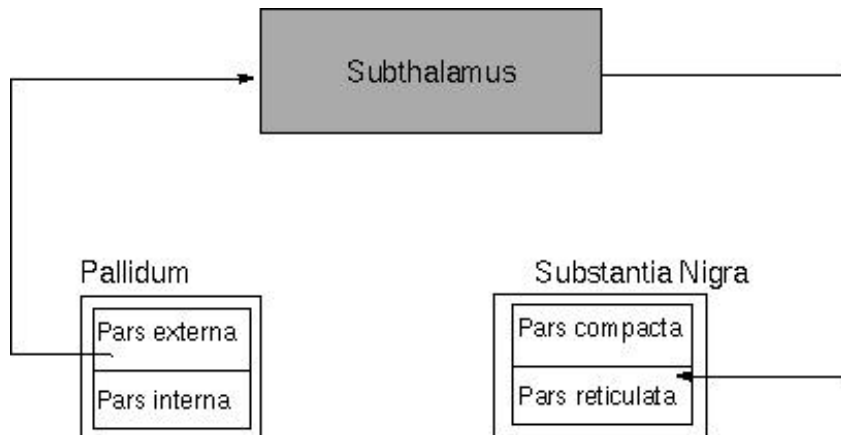 Subthalamus
Pallidum
Substantia Nigra
Pars externa
Pars compacta
Pars interna
Pars reticulata